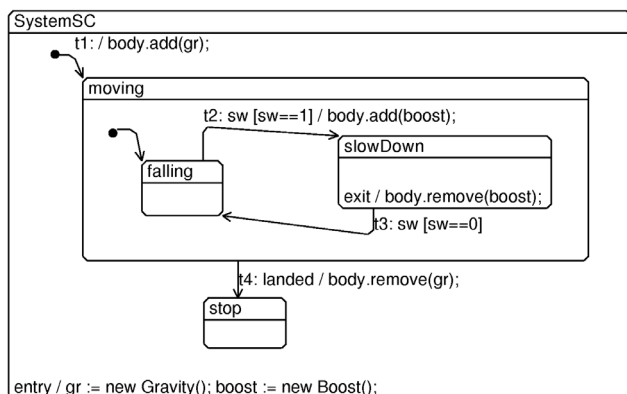 SystemSC
t1: / body.add(gr);
moving
t2: sw [sw==1] / body.add(boost);
slowDown
falling
exit / body.remove(boost);
t3: sw [sw==0]
t4: landed / body.remove(gr);
stop
entry / gr := new Gravity(); boost := new Boost();